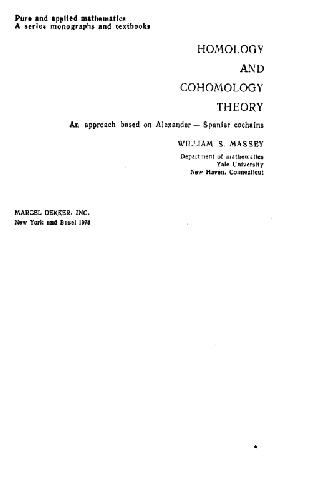 Pure and applied mathematics
A series monographs and textbooks
HOMOLOGY
AND
COHOMOLOGY
THEORY
An approach based on Alexander — Spanier cochains
WILLIAM S. MASSEY
Department of mathematics
Yale University
New Haven, Connecticut
MARCEL DEKKER, INC.
New York and Basel 1978